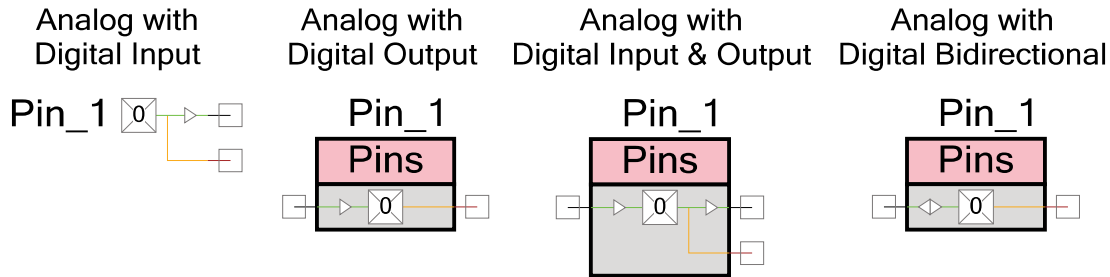 Analog with
Digital Input
Analog with
Digital Output
Analog with
Digital Input & Output
Analog with
Digital Bidirectional
Pin_1
0
Pin_1
Pins
0
Pin_1
Pins
0
Pin_1
Pins
0